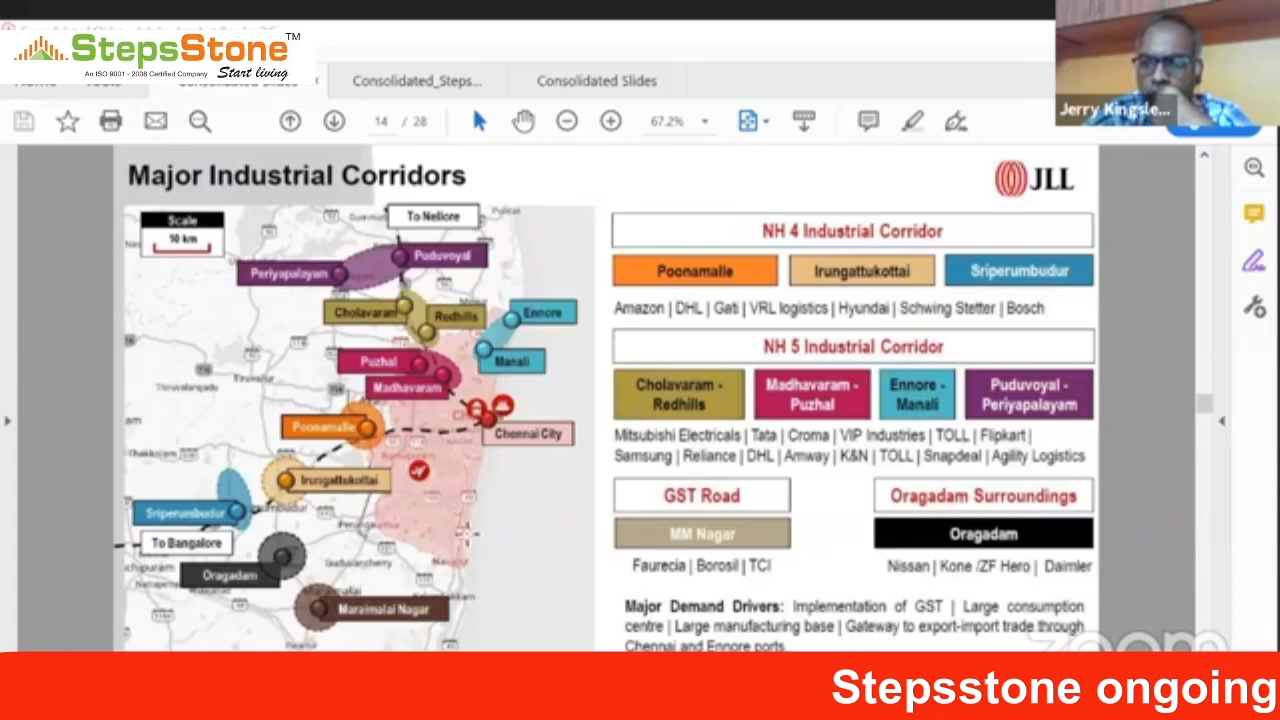 StepsStone TM
An ISO 9001 - 2008 Certified Company Start living
Consolidated Slides
Consolidated_Steps...
Consolidated Slides
14 / 28
67.2%
Jerry Kingsle...
Major Industrial Corridors
JLL
Scale
10 km
To Nellore
Puduvoyal
Periyapalayam
Cholavaram
Redhills
Ennore
Puzhal
Manali
Madhavaram
Poonamalle
Chennai City
Irungattukottai
Sriperumbudur
To Bangalore
Oragadam
Maraimalai Nagar
NH 4 Industrial Corridor
Poonamalle
Irungattukottai
Sriperumbudur
Amazon | DHL | Gati | VRL logistics | Hyundai | Schwing Stetter | Bosch
NH 5 Industrial Corridor
Cholavaram -
Redhills
Madhavaram -
Puzhal
Ennore -
Manali
Puduvoyal -
Periyapalayam
Mitsubishi Electricals | Tata | Croma | VIP Industries | TOLL | Flipkart |
Samsung | Reliance | DHL | Amway | K&N | TOLL | Snapdeal | Agility Logistics
GST Road
Oragadam Surroundings
MM Nagar
Oragadam
Faurecia | Borosil | TCI
Nissan | Kone /ZF Hero | Daimler
Major Demand Drivers: Implementation of GST | Large consumption
centre | Large manufacturing base | Gateway to export-import trade through
Chennai and Ennore ports.
zoom
Stepsstone ongoing